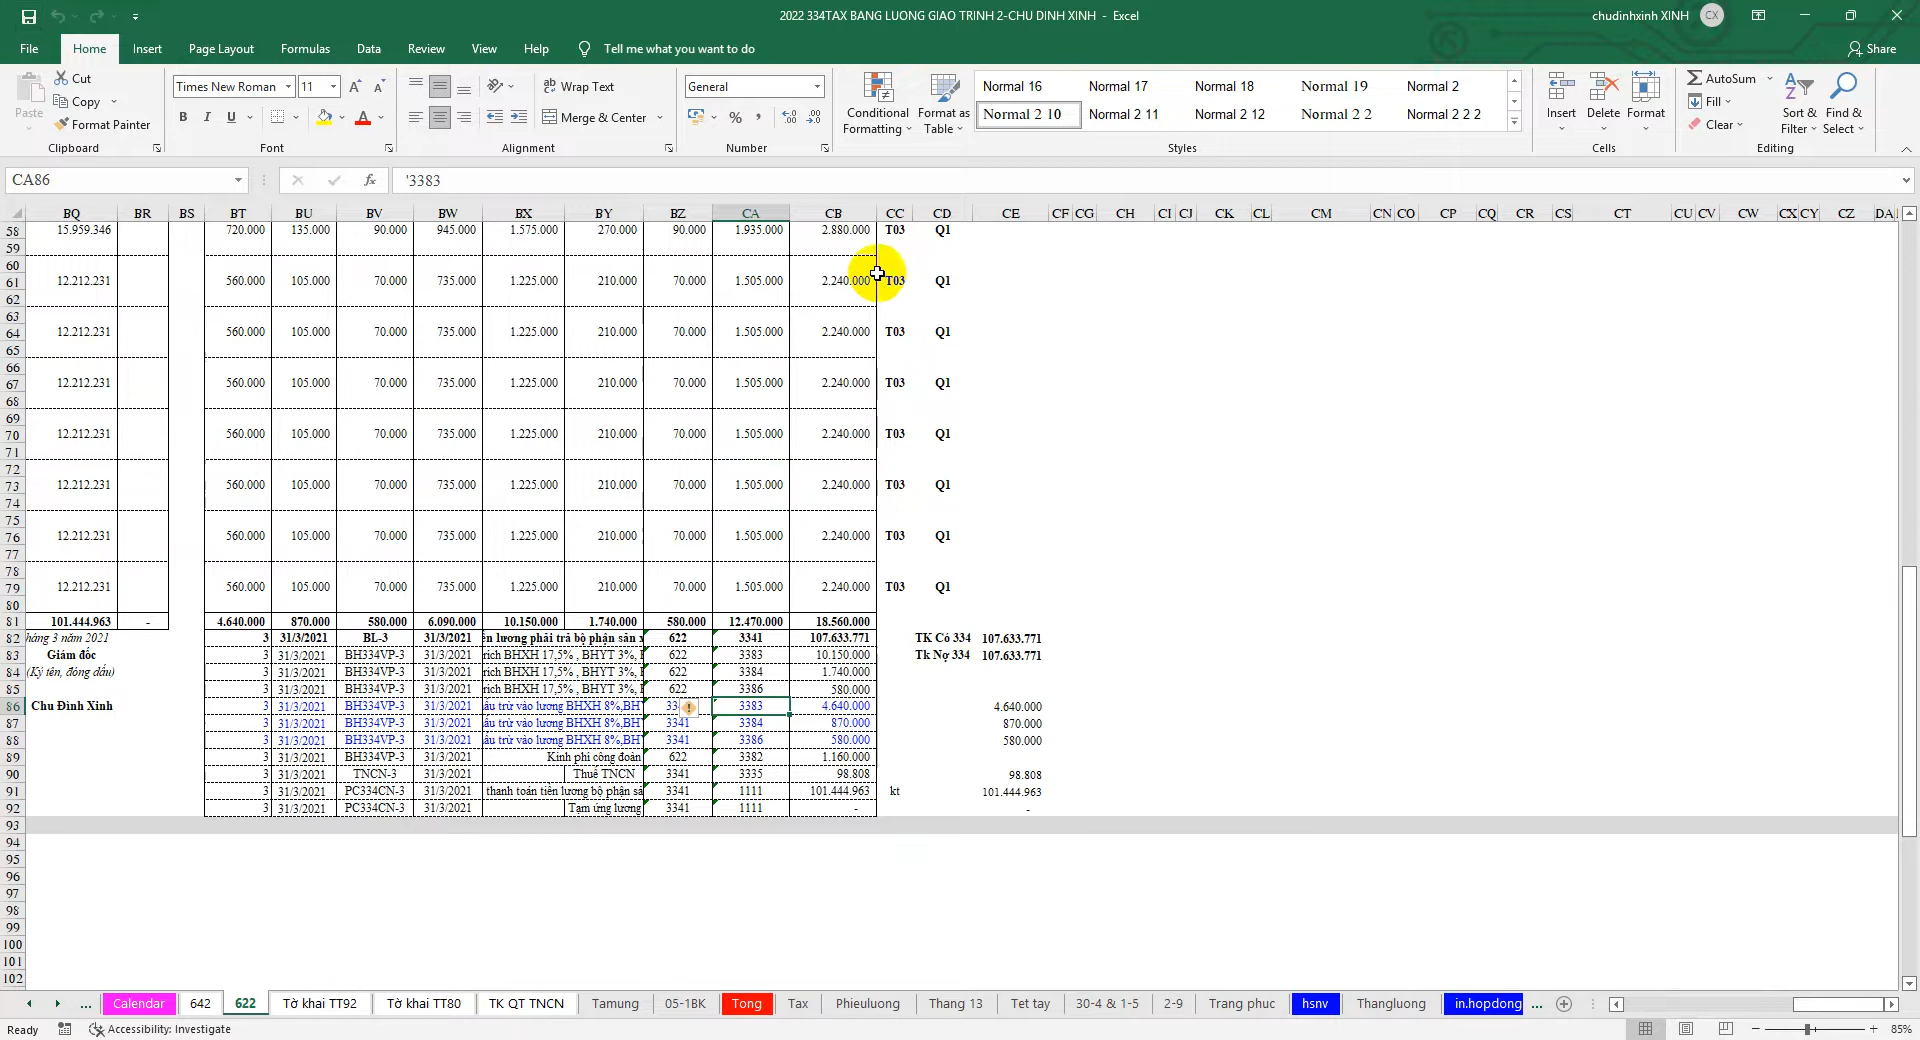 2022 334TAX BANG LUONG GIAO TRINH 2-CHU DINH XINH - Excel
chudinhxinh XINH CX
File Home Insert Page Layout Formulas Data Review View Help Tell me what you want to do Share
Paste Cut Copy Format Painter
Times New Roman 11
Wrap Text
General
Conditional Formatting Format as Table
Normal 16 Normal 17 Normal 18 Normal 19 Normal 2
B I U A
Merge & Center
% ,
Normal 2 10 Normal 2 11 Normal 2 12 Normal 2 2 Normal 2 2 2
Insert Delete Format
AutoSum Fill Clear Sort & Filter Find & Select
Clipboard Font Alignment Number Styles Cells Editing
CA86 fx '3383
BQ BR BS BT BU BV BW BX BY BZ CA CB CC CD CE CF CG CH CI CJ CK CL CM CN CO CP CQ CR CS CT CU CV CW CX CY CZ DA
58 15.959.346 720.000 135.000 90.000 945.000 1.575.000 270.000 90.000 1.935.000 2.880.000 T03 Q1
59
60
61 12.212.231 560.000 105.000 70.000 735.000 1.225.000 210.000 70.000 1.505.000 2.240.000 T03 Q1
62
63
64 12.212.231 560.000 105.000 70.000 735.000 1.225.000 210.000 70.000 1.505.000 2.240.000 T03 Q1
65
66
67 12.212.231 560.000 105.000 70.000 735.000 1.225.000 210.000 70.000 1.505.000 2.240.000 T03 Q1
68
69
70 12.212.231 560.000 105.000 70.000 735.000 1.225.000 210.000 70.000 1.505.000 2.240.000 T03 Q1
71
72
73 12.212.231 560.000 105.000 70.000 735.000 1.225.000 210.000 70.000 1.505.000 2.240.000 T03 Q1
74
75
76 12.212.231 560.000 105.000 70.000 735.000 1.225.000 210.000 70.000 1.505.000 2.240.000 T03 Q1
77
78
79 12.212.231 560.000 105.000 70.000 735.000 1.225.000 210.000 70.000 1.505.000 2.240.000 T03 Q1
80
81 101.444.963 - 4.640.000 870.000 580.000 6.090.000 10.150.000 1.740.000 580.000 12.470.000 18.560.000
82 háng 3 năm 2021 3 31/3/2021 BL-3 31/3/2021 ền lương phải trả bộ phận sản x 622 3341 107.633.771 TK Có 334 107.633.771
83 Giám đốc 3 31/3/2021 BH334VP-3 31/3/2021 rích BHXH 17,5% , BHYT 3%, 622 3383 10.150.000 Tk Nợ 334 107.633.771
84 (Ký tên, đóng dấu) 3 31/3/2021 BH334VP-3 31/3/2021 rích BHXH 17,5% , BHYT 3%, 622 3384 1.740.000
85 3 31/3/2021 BH334VP-3 31/3/2021 rích BHXH 17,5% , BHYT 3%, 622 3386 580.000
86 Chu Đình Xinh 3 31/3/2021 BH334VP-3 31/3/2021 ấu trừ vào lương BHXH 8%,BH 33 3383 4.640.000 4.640.000
87 3 31/3/2021 BH334VP-3 31/3/2021 ấu trừ vào lương BHXH 8%,BH 3341 3384 870.000 870.000
88 3 31/3/2021 BH334VP-3 31/3/2021 ấu trừ vào lương BHXH 8%,BH 3341 3386 580.000 580.000
89 3 31/3/2021 BH334VP-3 31/3/2021 Kinh phí công đoàn 622 3382 1.160.000
90 3 31/3/2021 TNCN-3 31/3/2021 Thuế TNCN 3341 3335 98.808 98.808
91 3 31/3/2021 PC334CN-3 31/3/2021 thanh toán tiền lương bộ phận sả 3341 1111 101.444.963 kt 101.444.963
92 3 31/3/2021 PC334CN-3 31/3/2021 Tạm ứng lương 3341 1111 - -
93
94
95
96
97
98
99
100
101
102
... Calendar 642 622 Tờ khai TT92 Tờ khai TT80 TK QT TNCN Tamung 05-1BK Tong Tax Phieuluong Thang 13 Tet tay 30-4 & 1-5 2-9 Trang phuc hsnv Thangluong in.hopdong ...
Ready Accessibility: Investigate 85%